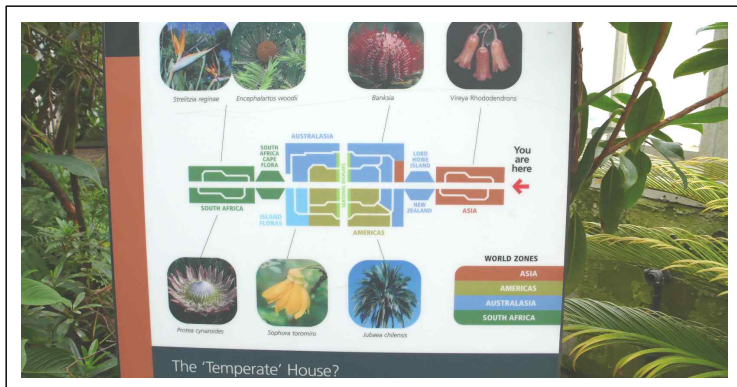 Strelitzia reginae
Encephalartos woodii
Banksia
Vireya Rhododendrons
AUSTRALASIA
SOUTH
AFRICA
CAPE
FLORA
LORD
HOWE
ISLAND
You
are
here
SOUTH AFRICA
ISLAND
FLORAS
NEW
ZEALAND
ASIA
AMERICAS
WORLD ZONES
ASIA
AMERICAS
AUSTRALASIA
SOUTH AFRICA
Protea cynaroides
Sophora toromiro
Jubaea chilensis
The 'Temperate' House?